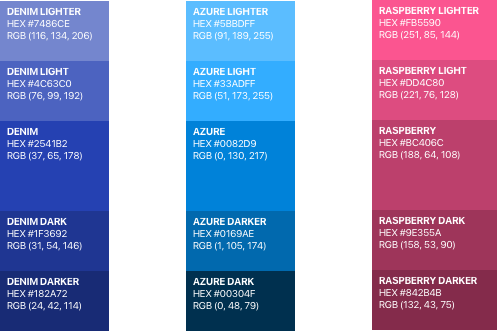 DENIM LIGHTER
HEX #7486CE
RGB (116, 134, 206)
DENIM LIGHT
HEX #4C63C0
RGB (76, 99, 192)
DENIM
HEX #2541B2
RGB (37, 65, 178)
DENIM DARK
HEX #1F3692
RGB (31, 54, 146)
DENIM DARKER
HEX #182A72
RGB (24, 42, 114)
AZURE LIGHTER
HEX #5BBDFF
RGB (91, 189, 255)
AZURE LIGHT
HEX #33ADFF
RGB (51, 173, 255)
AZURE
HEX #0082D9
RGB (0, 130, 217)
AZURE DARKER
HEX #0169AE
RGB (1, 105, 174)
AZURE DARK
HEX #00304F
RGB (0, 48, 79)
RASPBERRY LIGHTER
HEX #FB5590
RGB (251, 85, 144)
RASPBERRY LIGHT
HEX #DD4C80
RGB (221, 76, 128)
RASPBERRY
HEX #BC406C
RGB (188, 64, 108)
RASPBERRY DARK
HEX #9E355A
RGB (158, 53, 90)
RASPBERRY DARKER
HEX #842B4B
RGB (132, 43, 75)